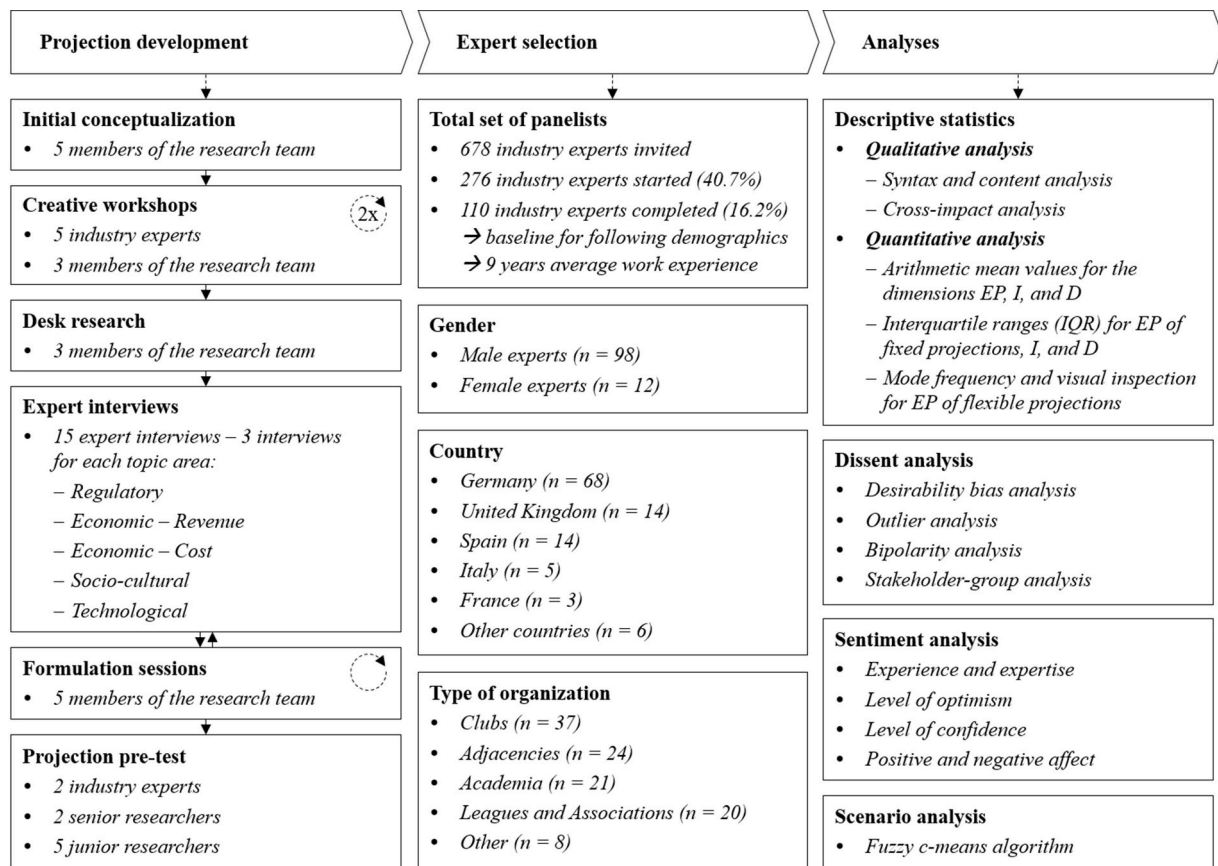 Projection development
Initial conceptualization
• 5 members of the research team
Creative workshops
2x
• 5 industry experts
• 3 members of the research team
Desk research
• 3 members of the research team
Expert interviews
• 15 expert interviews – 3 interviews
for each topic area:
– Regulatory
– Economic – Revenue
– Economic – Cost
– Socio-cultural
– Technological
Formulation sessions
• 5 members of the research team
Projection pre-test
• 2 industry experts
• 2 senior researchers
• 5 junior researchers
Expert selection
Total set of panelists
• 678 industry experts invited
• 276 industry experts started (40.7%)
• 110 industry experts completed (16.2%)
→ baseline for following demographics
→ 9 years average work experience
Gender
• Male experts (n = 98)
• Female experts (n = 12)
Country
• Germany (n = 68)
• United Kingdom (n = 14)
• Spain (n = 14)
• Italy (n = 5)
• France (n = 3)
• Other countries (n = 6)
Type of organization
• Clubs (n = 37)
• Adjacencies (n = 24)
• Academia (n = 21)
• Leagues and Associations (n = 20)
• Other (n = 8)
Analyses
Descriptive statistics
• Qualitative analysis
– Syntax and content analysis
– Cross-impact analysis
• Quantitative analysis
– Arithmetic mean values for the
dimensions EP, I, and D
– Interquartile ranges (IQR) for EP of
fixed projections, I, and D
– Mode frequency and visual inspection
for EP of flexible projections
Dissent analysis
• Desirability bias analysis
• Outlier analysis
• Bipolarity analysis
• Stakeholder-group analysis
Sentiment analysis
• Experience and expertise
• Level of optimism
• Level of confidence
• Positive and negative affect
Scenario analysis
• Fuzzy c-means algorithm